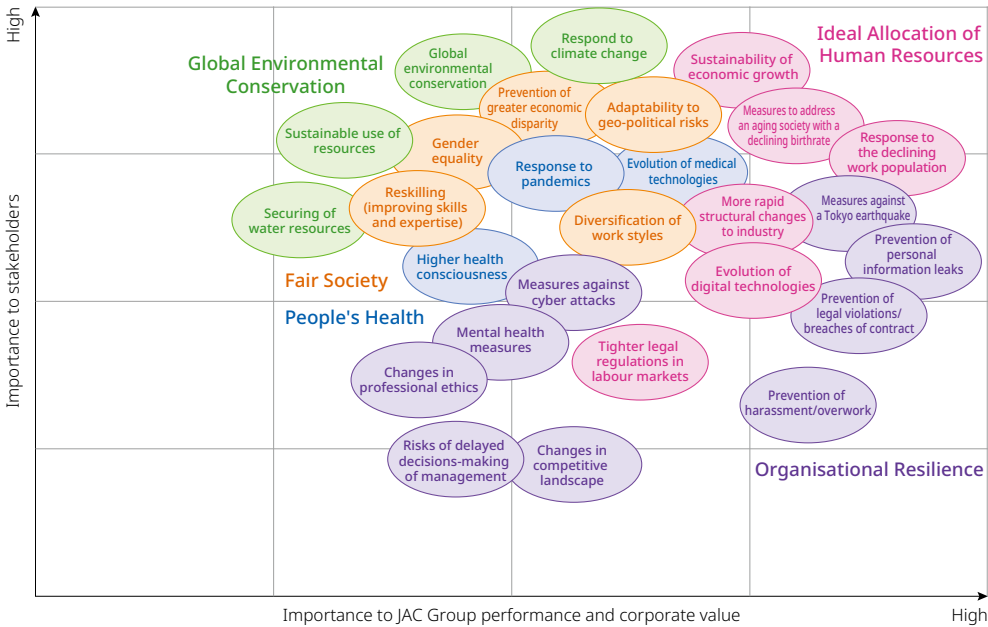 High
Importance to stakeholders
Global Environmental
Conservation
Ideal Allocation of
Human Resources
Respond to
climate change
Global
environmental
conservation
Sustainability of
economic growth
Prevention of
greater economic
disparity
Adaptability to
geo-political risks
Measures to address
an aging society with a
declining birthrate
Sustainable use of
resources
Gender
equality
Response to
the declining
work population
Response to
pandemics
Evolution of medical
technologies
Reskilling
(improving skills
and expertise)
Securing of
water resources
Diversification of
work styles
More rapid
structural changes
to industry
Measures against
a Tokyo earthquake
Prevention of
personal
information leaks
Higher health
consciousness
Fair Society
Measures against
cyber attacks
Evolution of
digital technologies
People's Health
Prevention of
legal violations/
breaches of contract
Mental health
measures
Tighter legal
regulations in
labour markets
Changes in
professional ethics
Prevention of
harassment/overwork
Risks of delayed
decisions-making
of management
Changes in
competitive
landscape
Organisational Resilience
Importance to JAC Group performance and corporate value
High